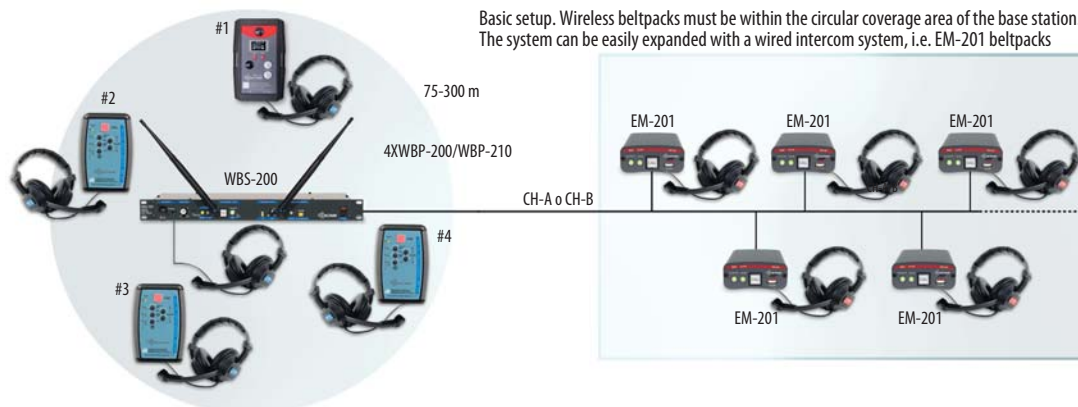 Basic setup. Wireless beltpacks must be within the circular coverage area of the base station
The system can be easily expanded with a wired intercom system, i.e. EM-201 beltpacks
#1
75-300 m
#2
4XWBP-200/WBP-210
WBS-200
#4
#3
CH-A o CH-B
EM-201
EM-201
EM-201
EM-201
EM-201